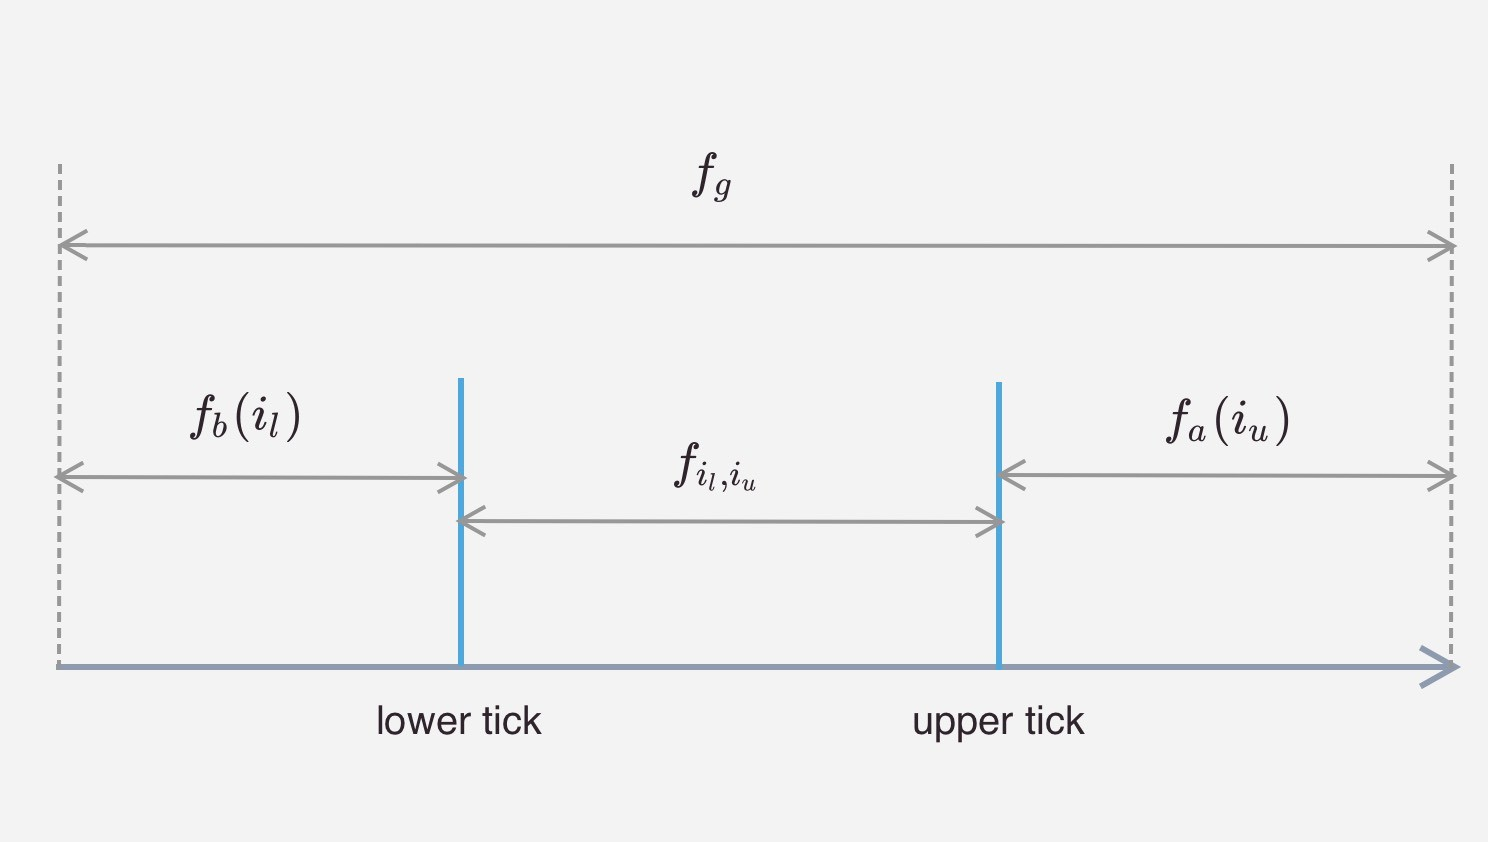 f_g
f_b(i_l)
f_a(i_u)
f_{i_l,i_u}
lower tick
upper tick